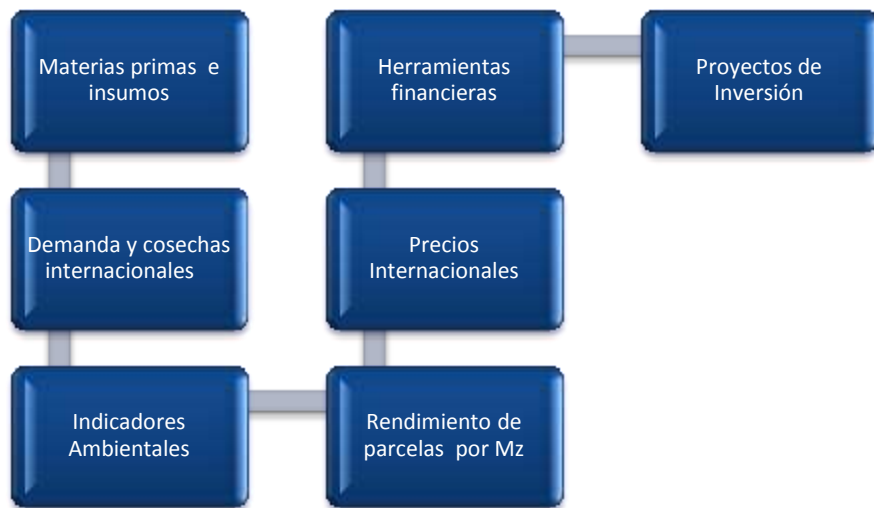 Materias primas e
insumos
Demanda y cosechas
internacionales
Indicadores
Ambientales
Rendimiento de
parcelas por Mz
Precios
Internacionales
Herramientas
financieras
Proyectos de
Inversión